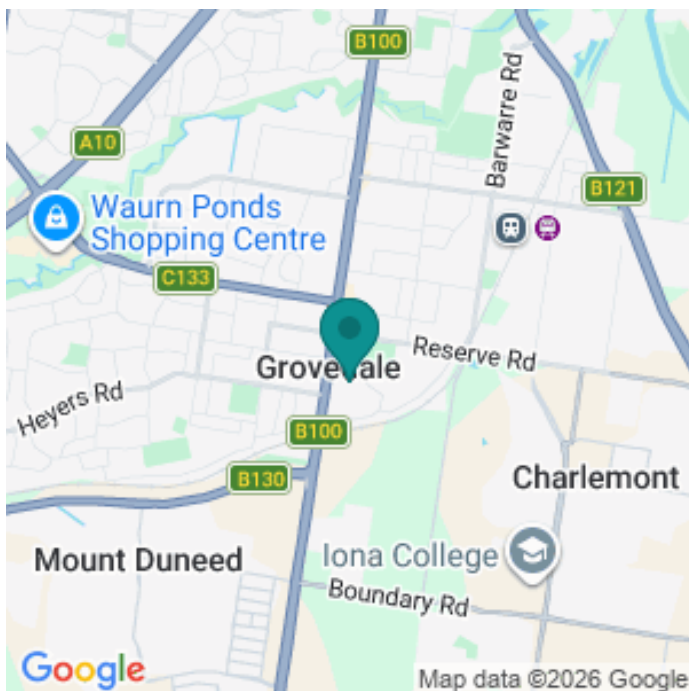 B100
Barwarre Rd
A10
B121
Waurn Ponds
Shopping Centre
C133
Reserve Rd
Grovedale
Heyers Rd
B100
B130
Charlemont
Mount Duneed
Iona College
Boundary Rd
Google
Map data ©2026 Google